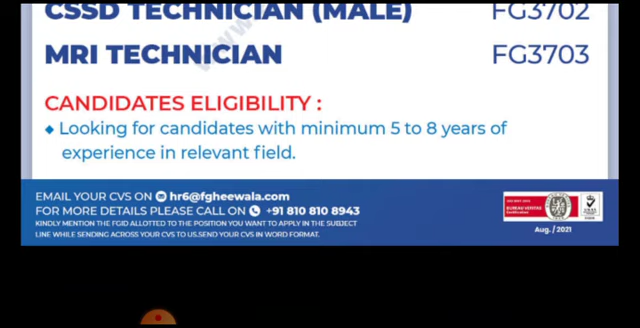 CSSD TECHNICIAN (MALE) FG3702
MRI TECHNICIAN FG3703
CANDIDATES ELIGIBILITY :
◆ Looking for candidates with minimum 5 to 8 years of
experience in relevant field.
EMAIL YOUR CVS ON hr6@fgheewala.com
FOR MORE DETAILS PLEASE CALL ON +91 810 810 8943
KINDLY MENTION THE FGID ALLOTTED TO THE POSITION YOU WANT TO APPLY IN THE SUBJECT
LINE WHILE SENDING ACROSS YOUR CVS TO US.SEND YOUR CVS IN WORD FORMAT.
BUREAU VERITAS
Certification
Aug. / 2021